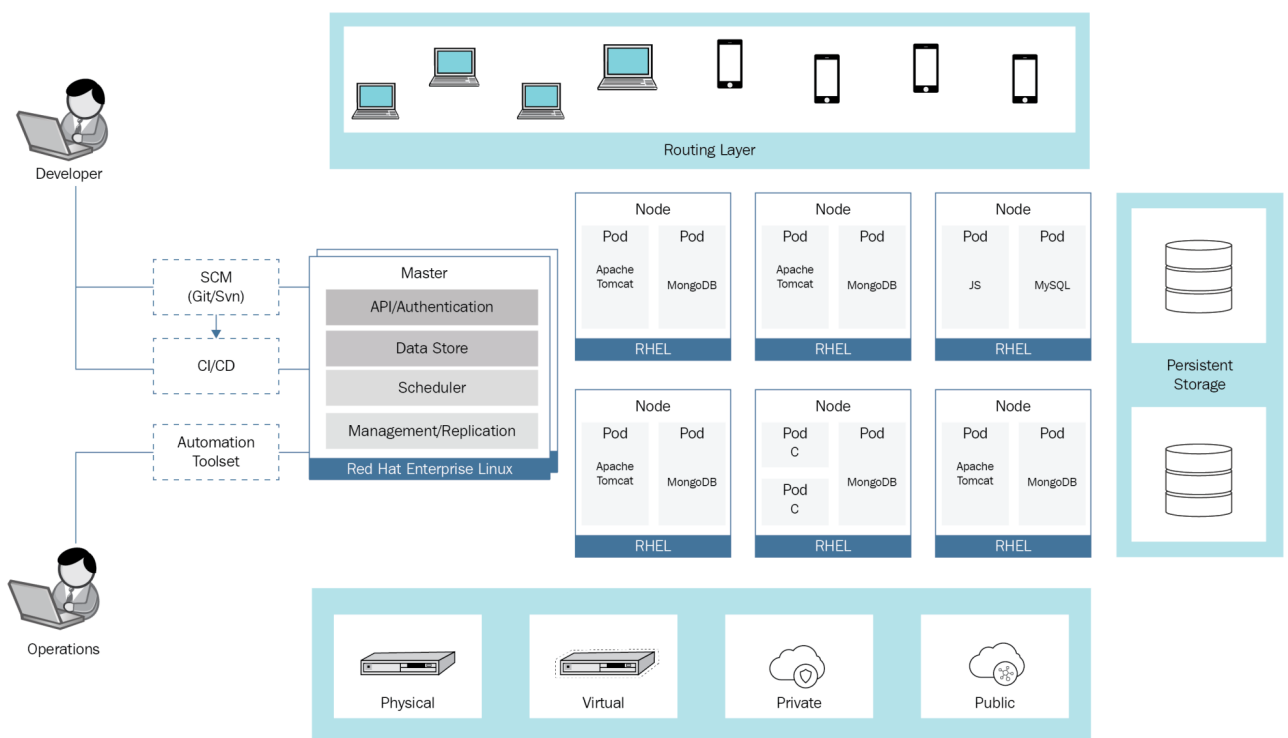 Routing Layer
Developer
SCM
(Git/Svn)
CI/CD
Automation
Toolset
Operations
Master
API/Authentication
Data Store
Scheduler
Management/Replication
Red Hat Enterprise Linux
Node
Pod
Apache
Tomcat
Pod
MongoDB
RHEL
Node
Pod
Apache
Tomcat
Pod
MongoDB
RHEL
Node
Pod
JS
Pod
MySQL
RHEL
Node
Pod
Apache
Tomcat
Pod
MongoDB
RHEL
Node
Pod
C
Pod
C
Pod
MongoDB
RHEL
Node
Pod
Apache
Tomcat
Pod
MongoDB
RHEL
Persistent
Storage
Physical
Virtual
Private
Public